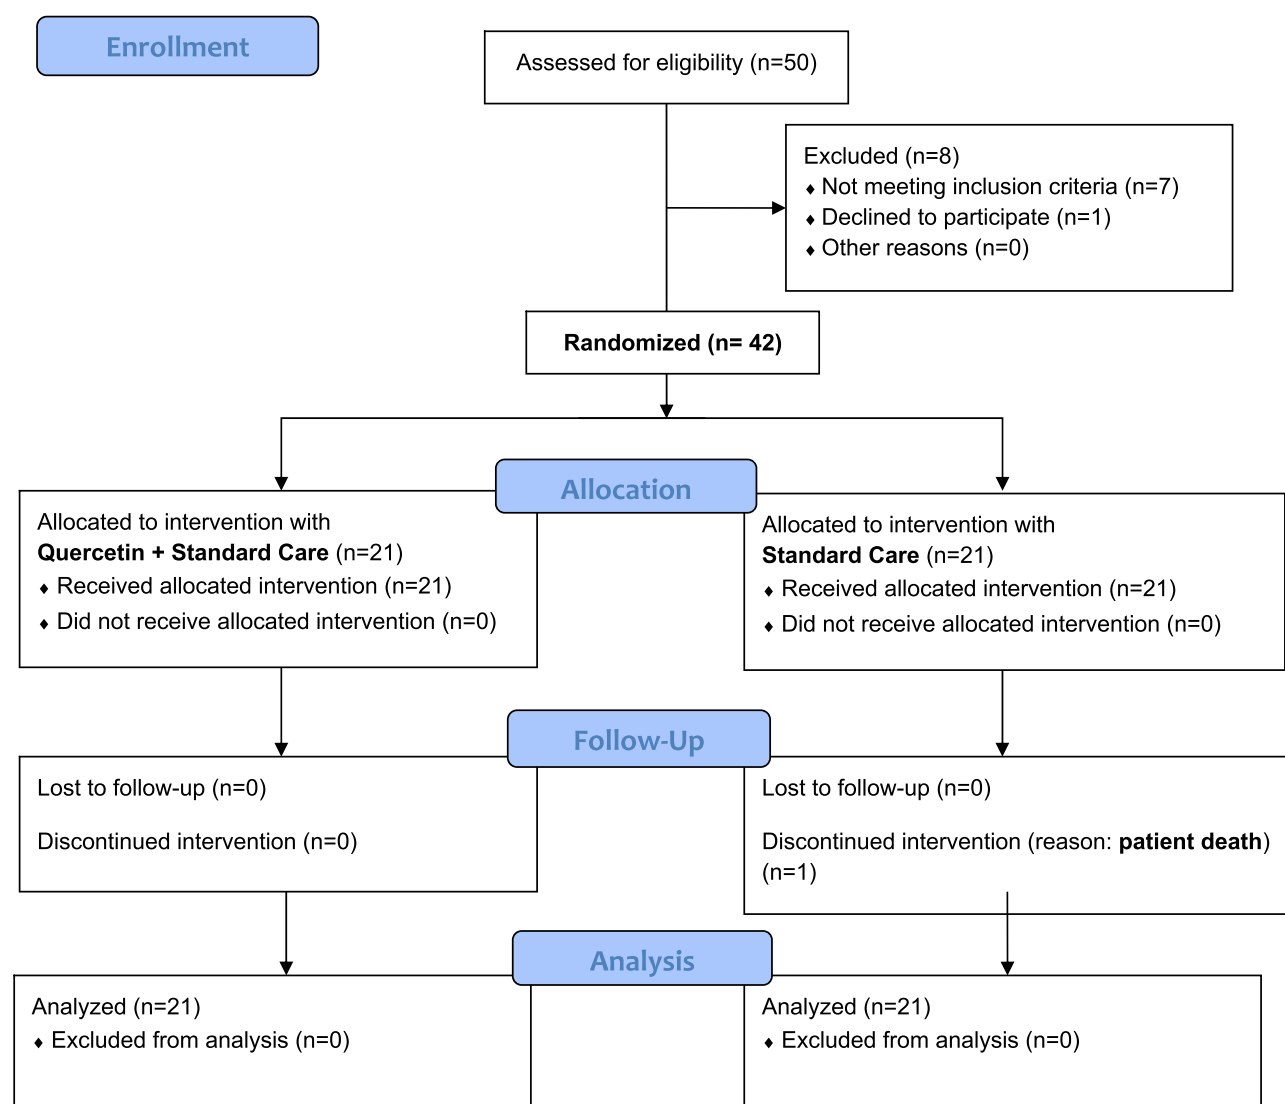 Enrollment
Assessed for eligibility (n=50)
Excluded (n=8)
♦ Not meeting inclusion criteria (n=7)
♦ Declined to participate (n=1)
♦ Other reasons (n=0)
Randomized (n= 42)
Allocation
Allocated to intervention with
Quercetin + Standard Care (n=21)
♦ Received allocated intervention (n=21)
♦ Did not receive allocated intervention (n=0)
Allocated to intervention with
Standard Care (n=21)
♦ Received allocated intervention (n=21)
♦ Did not receive allocated intervention (n=0)
Follow-Up
Lost to follow-up (n=0)
Discontinued intervention (n=0)
Lost to follow-up (n=0)
Discontinued intervention (reason: patient death)
(n=1)
Analysis
Analyzed (n=21)
♦ Excluded from analysis (n=0)
Analyzed (n=21)
♦ Excluded from analysis (n=0)